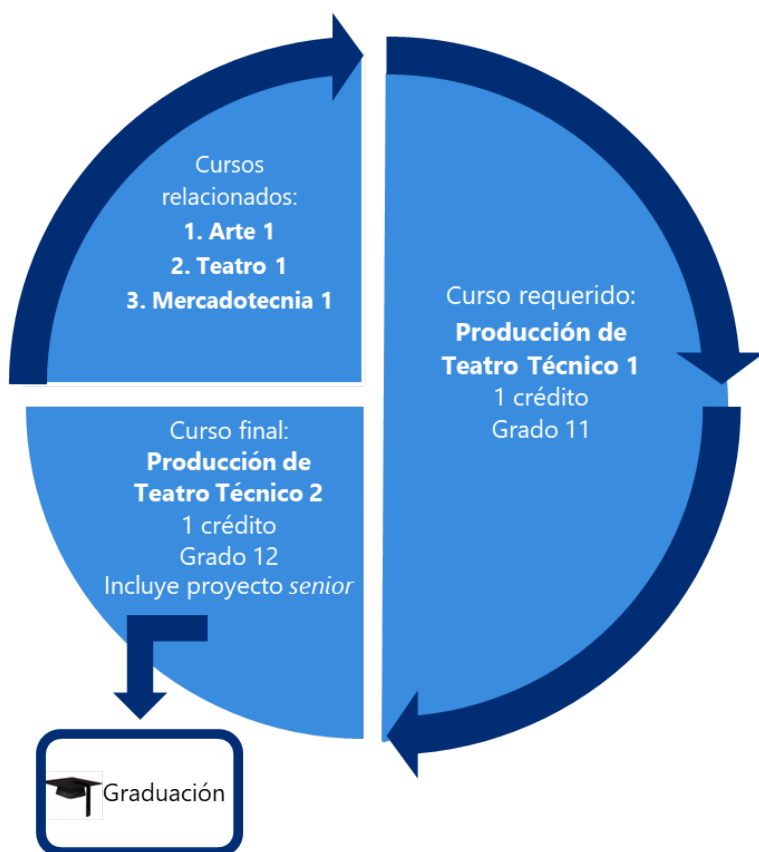 Cursos
relacionados:
1. Arte 1
2. Teatro 1
3. Mercadotecnia 1
Curso requerido:
Producción de
Teatro Técnico 1
1 crédito
Grado 11
Curso final:
Producción de
Teatro Técnico 2
1 crédito
Grado 12
Incluye proyecto senior
Graduación